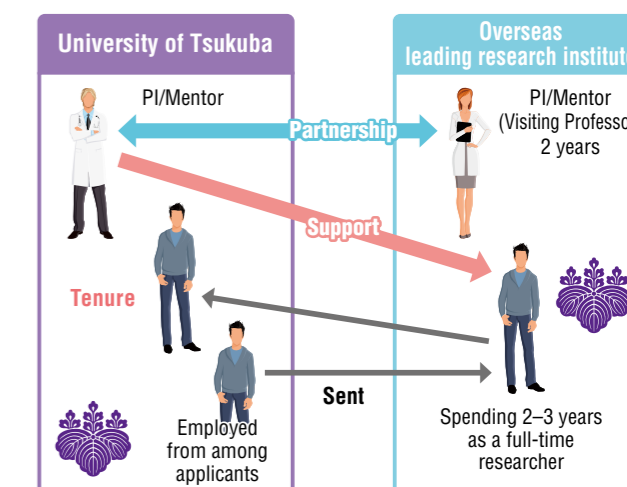 University of Tsukuba
Overseas
leading research institut
PI/Mentor
Partnership
PI/Mentor
(Visiting Profess
2 years
Support
Tenure
Sent
Employed
from among
applicants
Spending 2–3 years
as a full-time
researcher